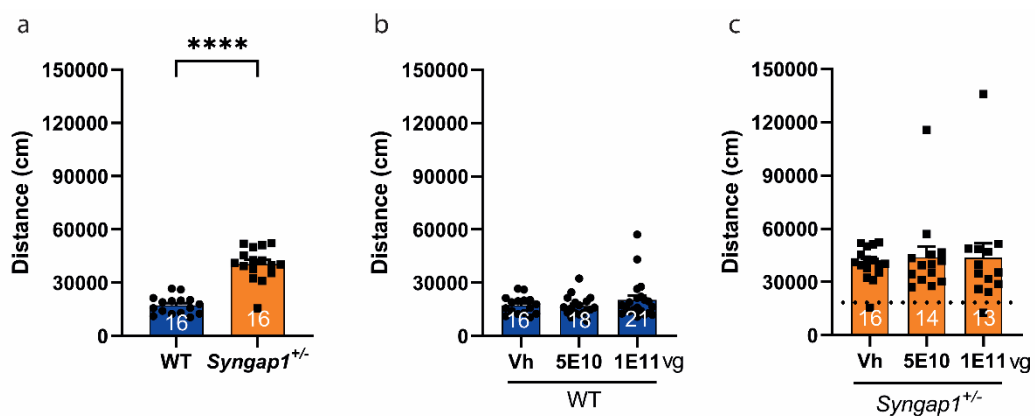 a
b
c
****
150000
120000
90000
60000
30000
0
Distance (cm)
16
16
WT
Syngap1+/-
150000
120000
90000
60000
30000
0
Distance (cm)
16
18
21
Vh
5E10
1E11 vg
WT
150000
120000
90000
60000
30000
0
Distance (cm)
16
14
13
Vh
5E10
1E11 vg
Syngap1+/-